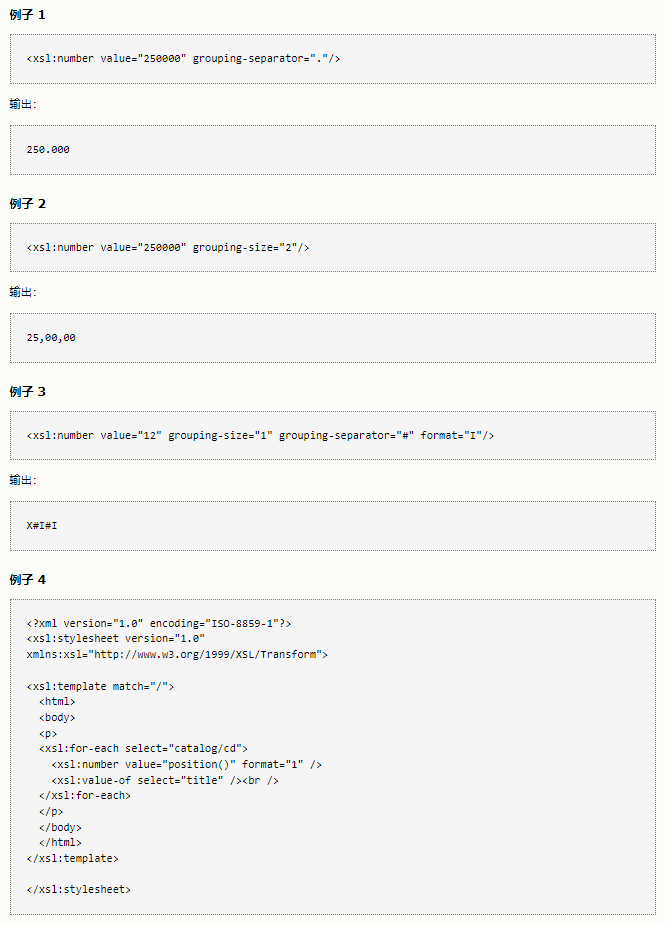 例子 1
<xsl:number value="250000" grouping-separator="."/>
输出：
250.000
例子 2
<xsl:number value="250000" grouping-size="2"/>
输出：
25,00,00
例子 3
<xsl:number value="12" grouping-size="1" grouping-separator="#" format="I"/>
输出：
X#I#I
例子 4
<?xml version="1.0" encoding="ISO-8859-1"?>
<xsl:stylesheet version="1.0"
xmlns:xsl="http://www.w3.org/1999/XSL/Transform">
<xsl:template match="/">
  <html>
  <body>
  <p>
  <xsl:for-each select="catalog/cd">
    <xsl:number value="position()" format="1" />
    <xsl:value-of select="title" /><br />
  </xsl:for-each>
  </p>
  </body>
  </html>
</xsl:template>
</xsl:stylesheet>